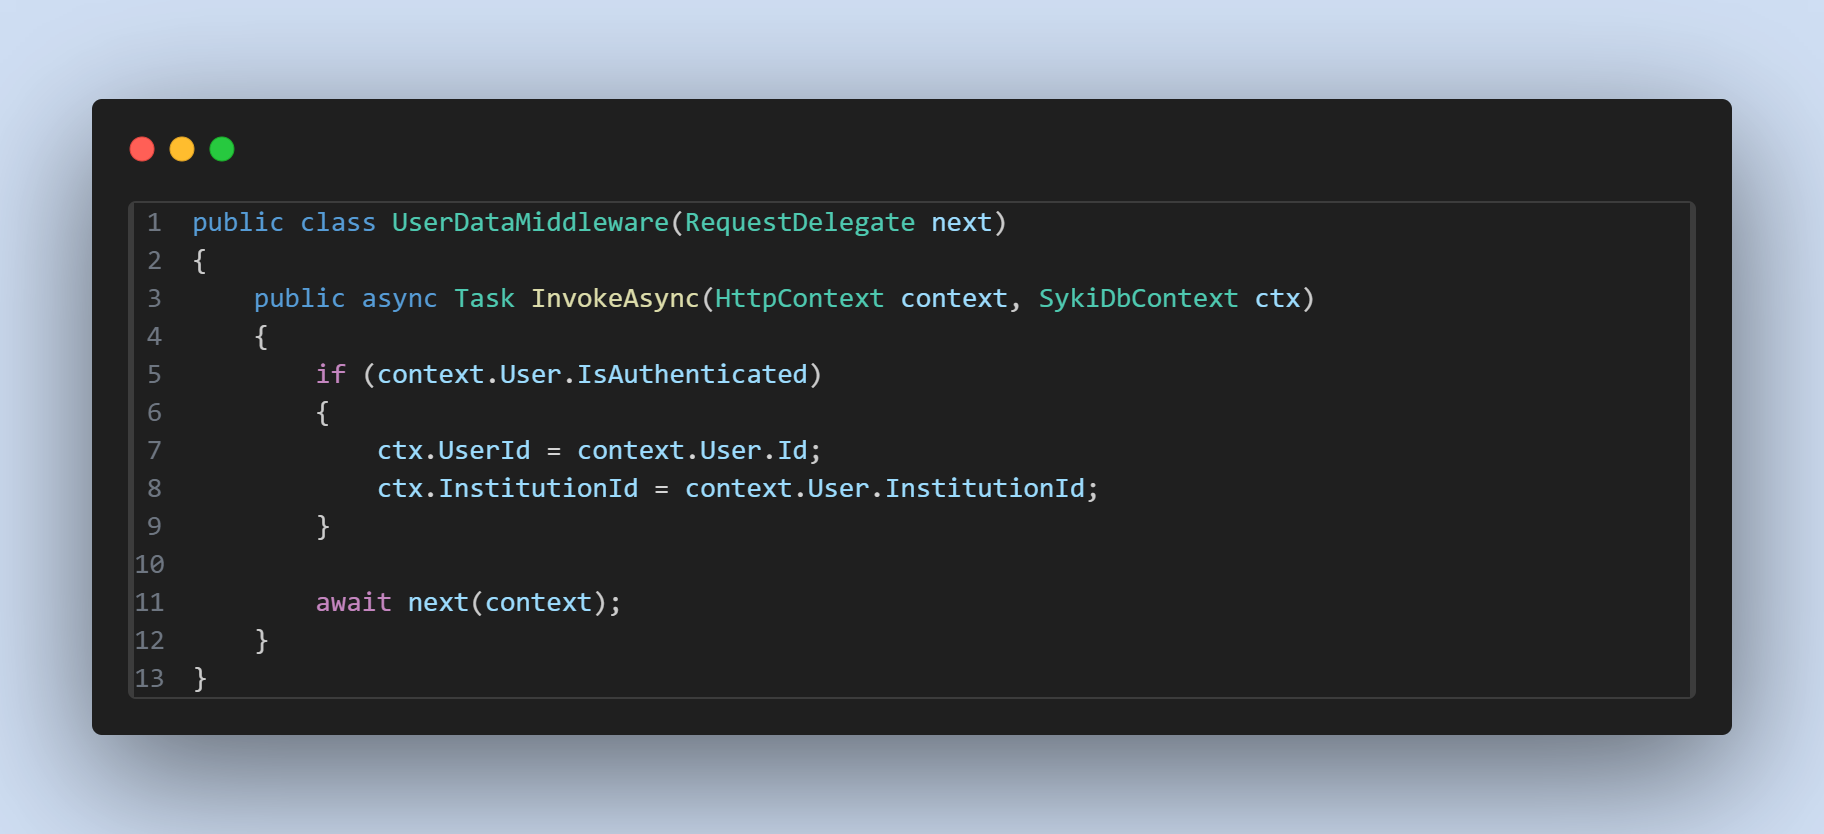 1 public class UserDataMiddleware(RequestDelegate next)
2 {
3     public async Task InvokeAsync(HttpContext context, SykiDbContext ctx)
4     {
5         if (context.User.IsAuthenticated)
6         {
7             ctx.UserId = context.User.Id;
8             ctx.InstitutionId = context.User.InstitutionId;
9         }
10
11         await next(context);
12     }
13 }